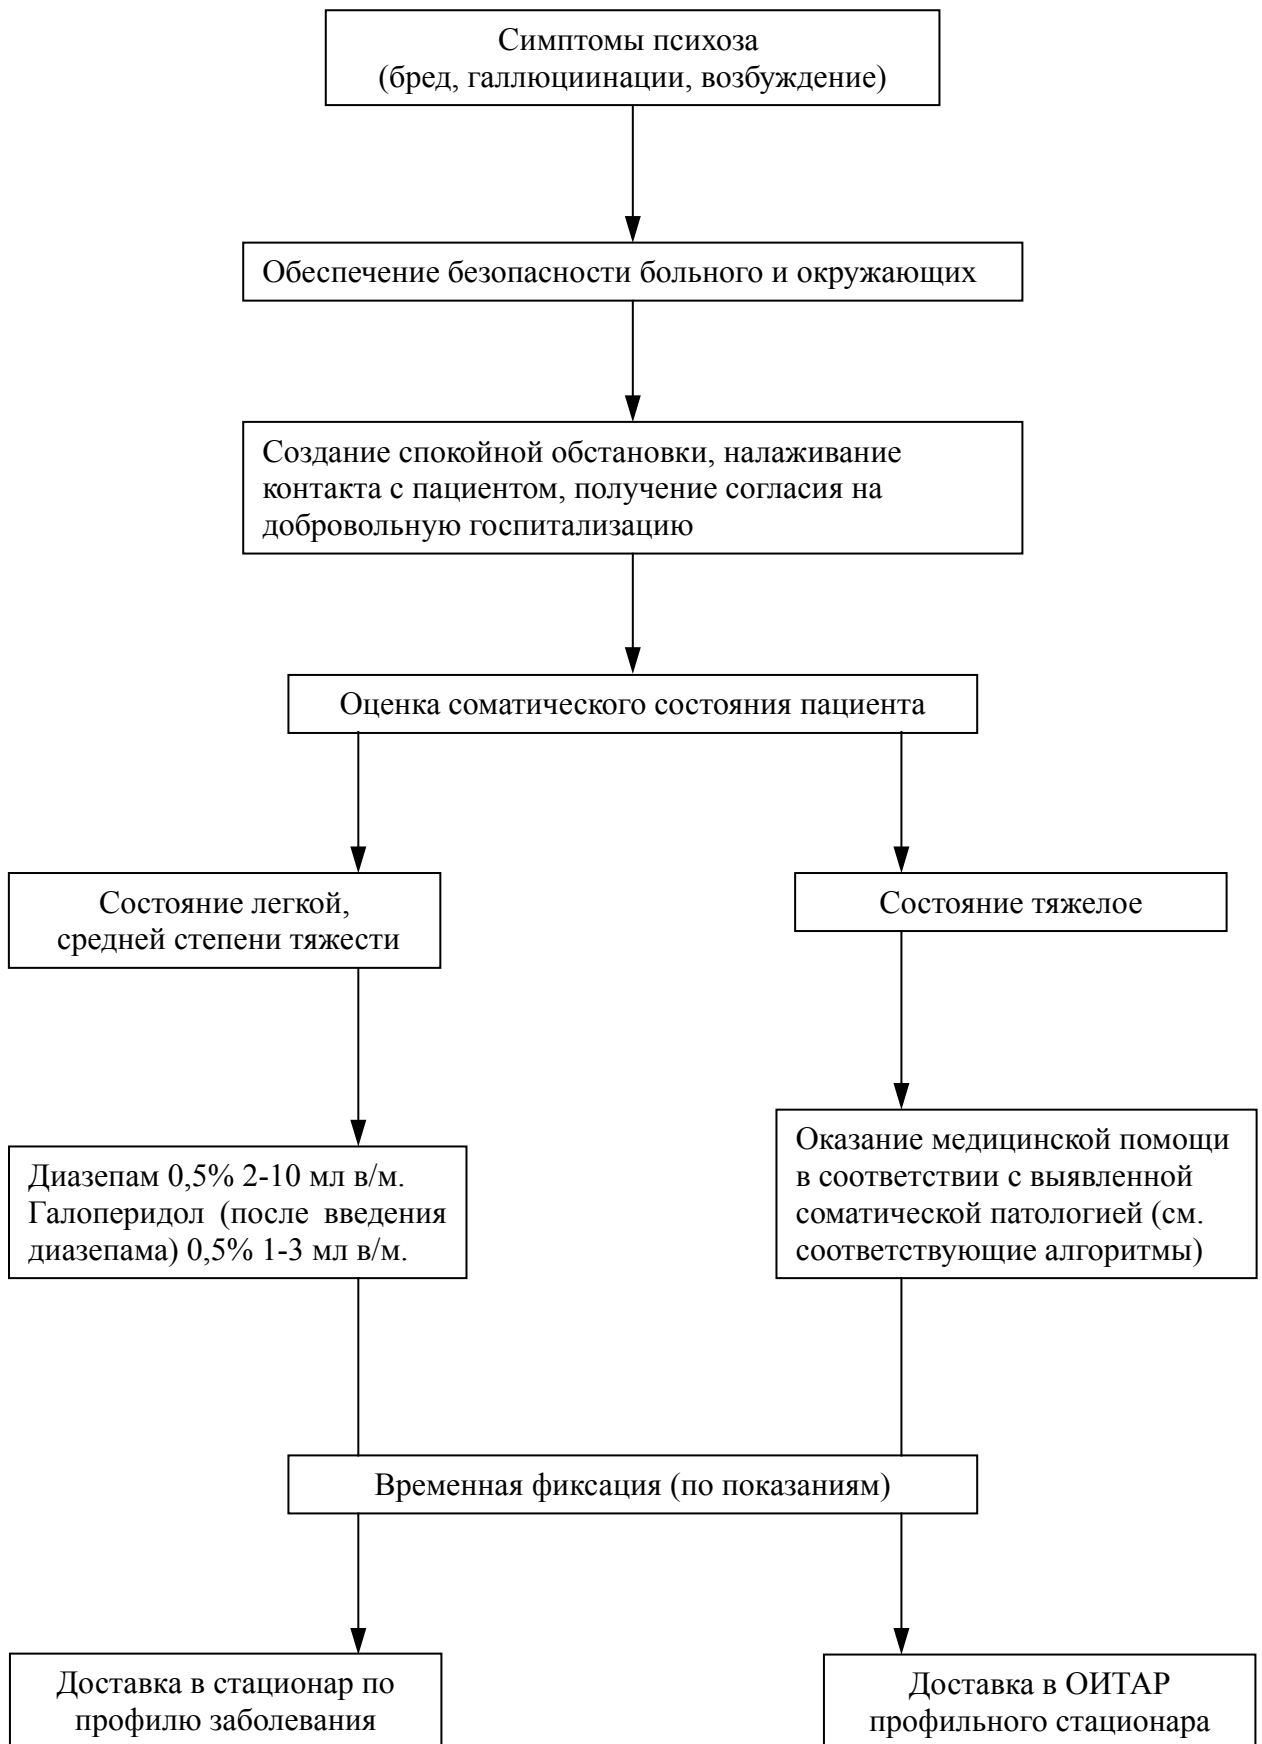 Симптомы психоза
(бред, галлюциинации, возбуждение)
Обеспечение безопасности больного и окружающих
Создание спокойной обстановки, налаживание
контакта с пациентом, получение согласия на
добровольную госпитализацию
Оценка соматического состояния пациента
Состояние легкой,
средней степени тяжести
Состояние тяжелое
Диазепам 0,5% 2-10 мл в/м.
Галоперидол (после введения
диазепама) 0,5% 1-3 мл в/м.
Оказание медицинской помощи
в соответствии с выявленной
соматической патологией (см.
соответствующие алгоритмы)
Временная фиксация (по показаниям)
Доставка в стационар по
профилю заболевания
Доставка в ОИТАР
профильного стационара